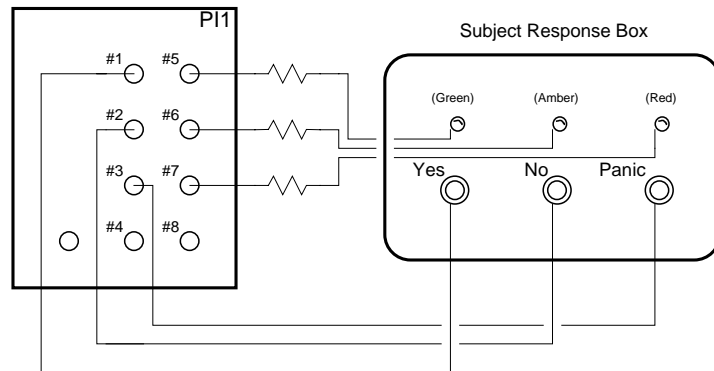 PI1
Subject Response Box
#1 #5
(Green) (Amber) (Red)
#2 #6
#3 #7
Yes No Panic
#4 #8